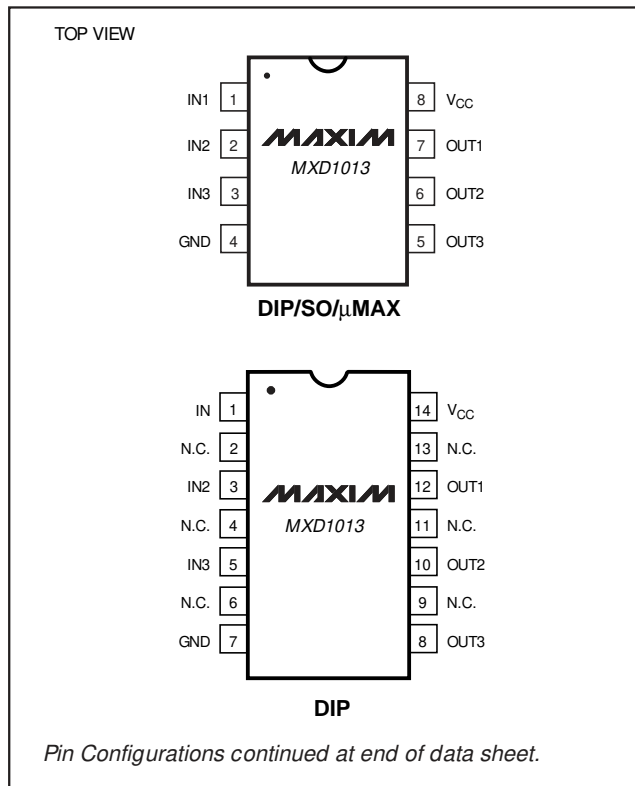 TOP VIEW
IN1 1 8 VCC
IN2 2 MAXIM 7 OUT1
MXD1013
IN3 3 6 OUT2
GND 4 5 OUT3
DIP/SO/μMAX
IN 1 14 VCC
N.C. 2 13 N.C.
IN2 3 MAXIM 12 OUT1
N.C. 4 MXD1013 11 N.C.
IN3 5 10 OUT2
N.C. 6 9 N.C.
GND 7 8 OUT3
DIP
Pin Configurations continued at end of data sheet.